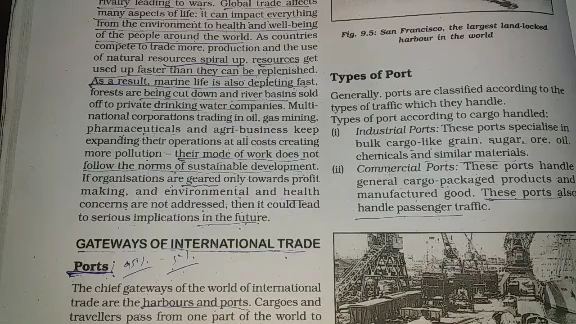 rivalry leading to wars. Global trade affects
many aspects of life; it can impact everything
from the environment to health and well-being
of the people around the world. As countries
compete to trade more, production and the use
of natural resources spiral up, resources get
used up faster than they can be replenished.
As a result, marine life is also depleting fast,
forests are being cut down and river basins sold
off to private drinking water companies. Multi-
national corporations trading in oil, gas mining,
pharmaceutics and agri-business keep
expanding their operations at all costs creating
more pollution – their mode of work does not
follow the norms of sustainable development.
If organisations are geared only towards profit
making, and environmental and health
concerns are not addressed, then it could lead
to serious implications in the future.
GATEWAYS OF INTERNATIONAL TRADE
Ports
The chief gateways of the world of international
trade are the harbours and ports. Cargoes and
travellers pass from one part of the world to
Fig. 9.5: San Francisco, the largest land-locked
harbour in the world
Types of Port
Generally, ports are classified according to the
types of traffic which they handle.
Types of port according to cargo handled:
(i) Industrial Ports: These ports specialise in
bulk cargo-like grain, sugar, ore, oil,
chemicals and similar materials.
(ii) Commercial Ports: These ports handle
general cargo-packaged products and
manufactured good. These ports also
handle passenger traffic.